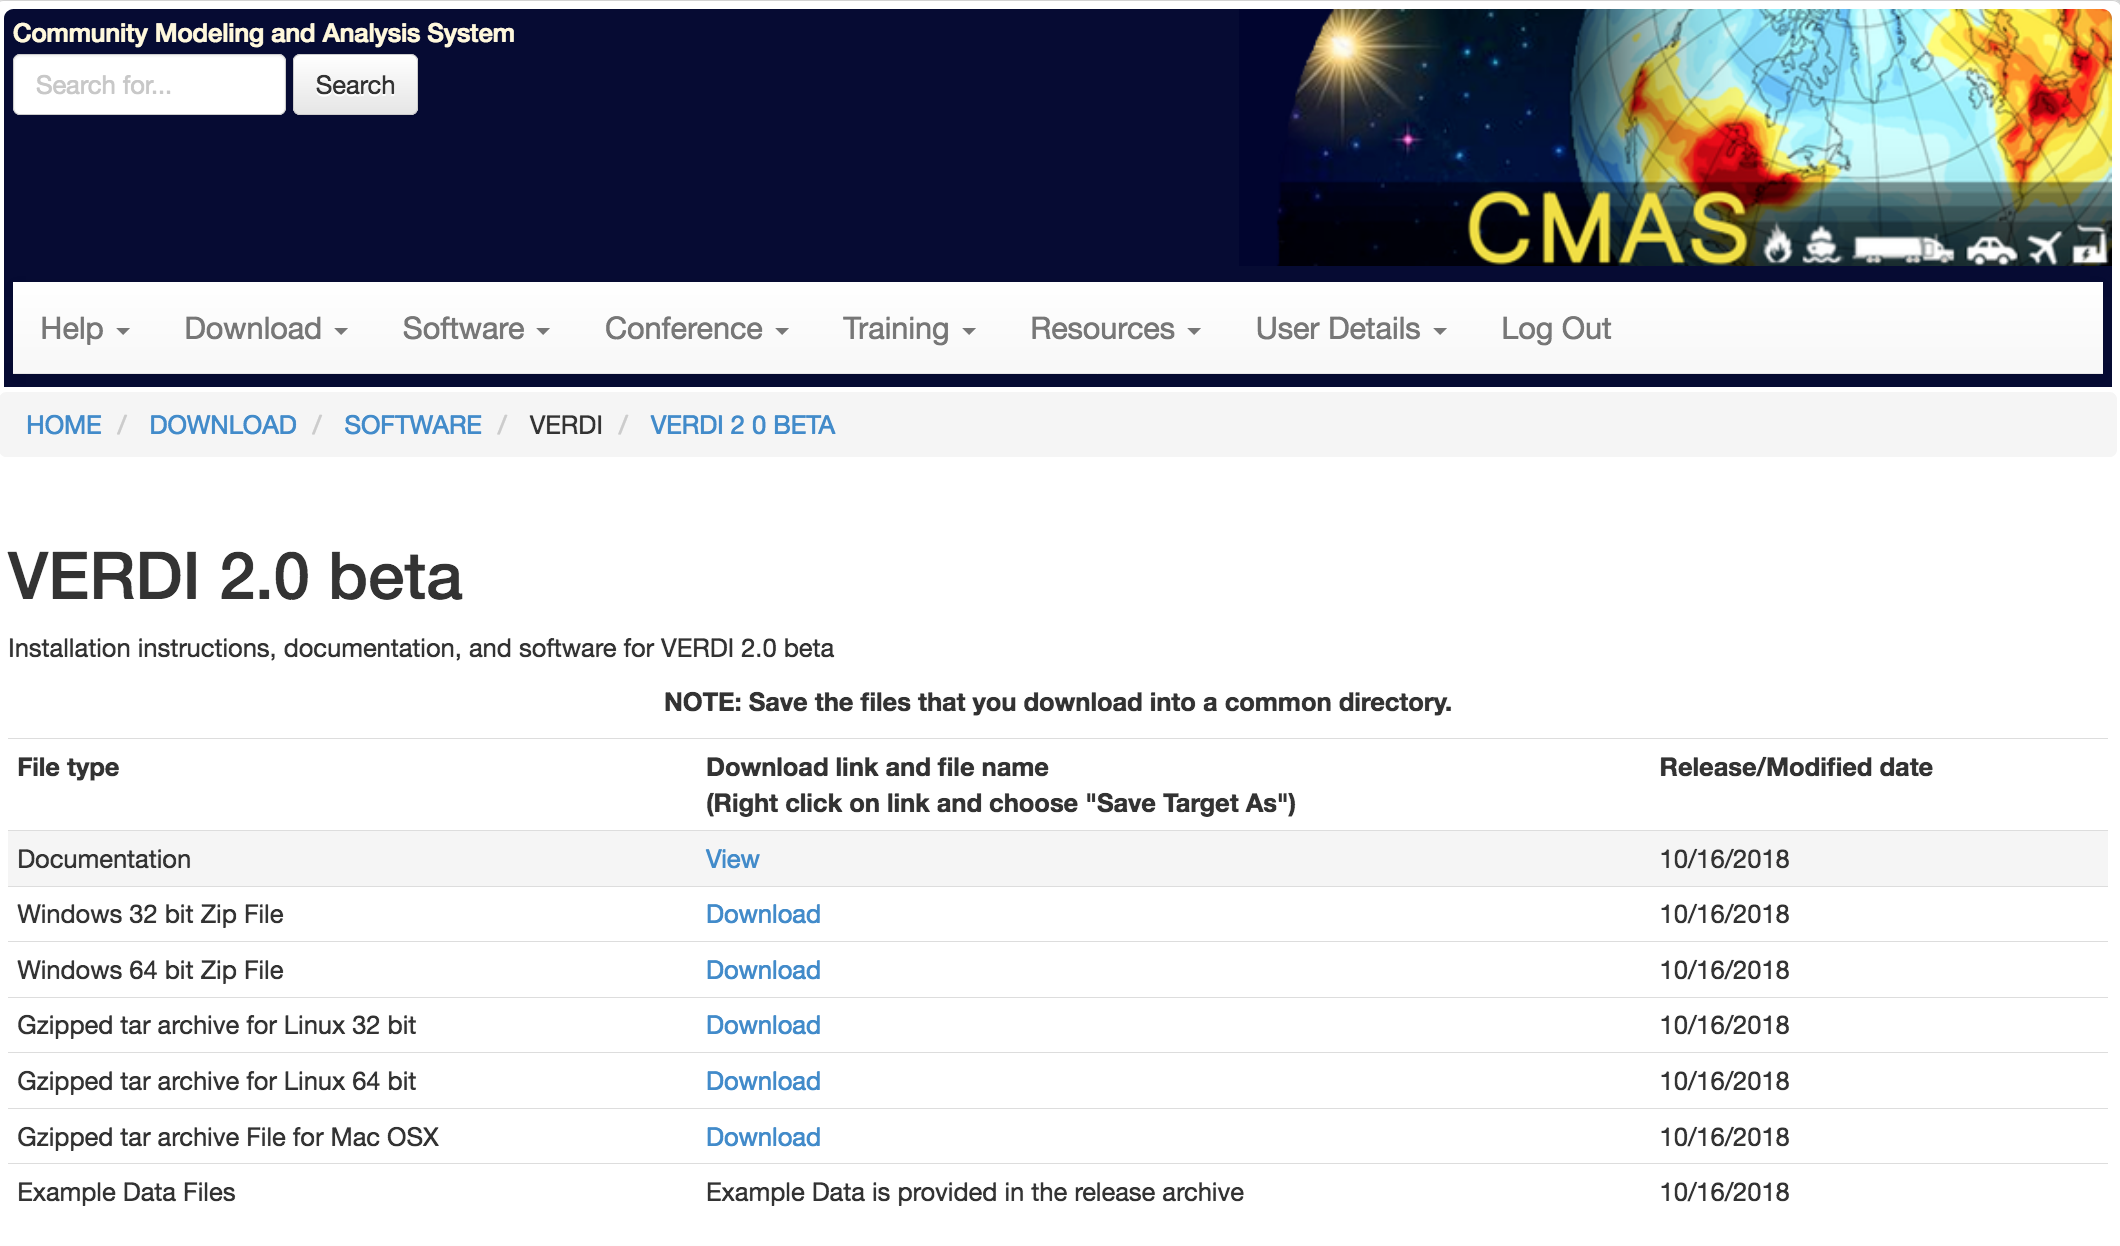 Community Modeling and Analysis System
Search for...
Search
CMAS
Help
Download
Software
Conference
Training
Resources
User Details
Log Out
HOME / DOWNLOAD / SOFTWARE / VERDI / VERDI 2 0 BETA
VERDI 2.0 beta
Installation instructions, documentation, and software for VERDI 2.0 beta
NOTE: Save the files that you download into a common directory.
File type
Download link and file name
(Right click on link and choose "Save Target As")
Release/Modified date
Documentation View 10/16/2018
Windows 32 bit Zip File Download 10/16/2018
Windows 64 bit Zip File Download 10/16/2018
Gzipped tar archive for Linux 32 bit Download 10/16/2018
Gzipped tar archive for Linux 64 bit Download 10/16/2018
Gzipped tar archive File for Mac OSX Download 10/16/2018
Example Data Files Example Data is provided in the release archive 10/16/2018